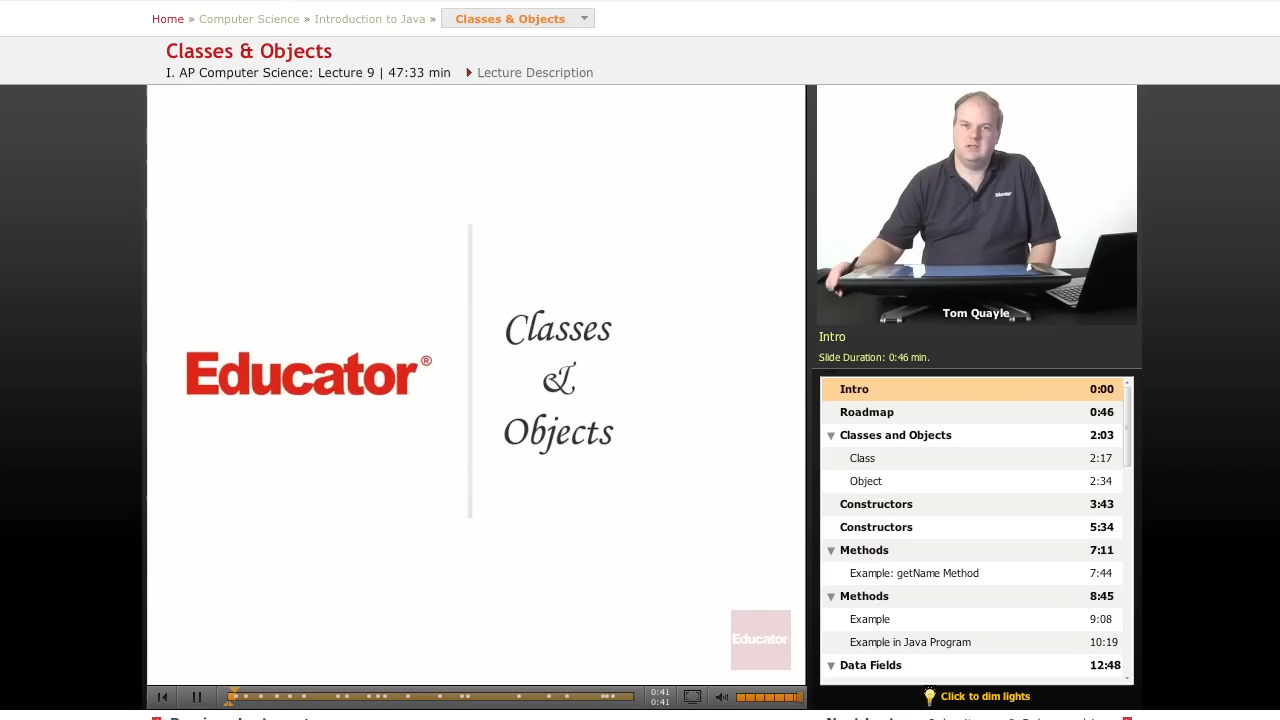 Home » Computer Science » Introduction to Java » Classes & Objects
Classes & Objects
I. AP Computer Science: Lecture 9 | 47:33 min Lecture Description
Educator®
Classes
&
Objects
Educator
0:41
0:41
Educator
Tom Quayle
Intro
Slide Duration: 0:46 min.
Intro 0:00
Roadmap 0:46
Classes and Objects 2:03
Class 2:17
Object 2:34
Constructors 3:43
Constructors 5:34
Methods 7:11
Example: getName Method 7:44
Methods 8:45
Example 9:08
Example in Java Program 10:19
Data Fields 12:48
Click to dim lights